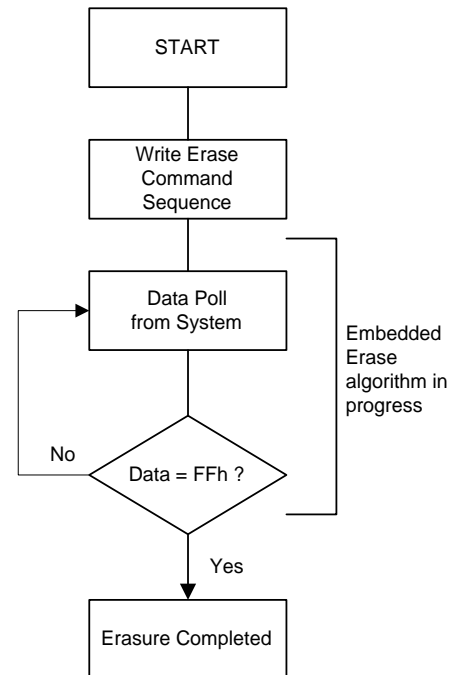 START
Write Erase
Command
Sequence
Data Poll
from System
Embedded
Erase
algorithm in
progress
No
Data = FFh ?
Yes
Erasure Completed